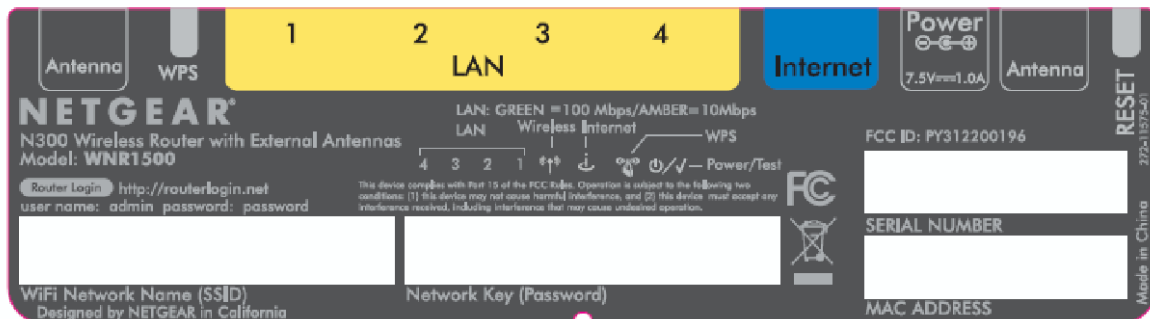 Antenna
WPS
1 2 3 4
LAN
Internet
Power
7.5V 1.0A
Antenna
RESET
272-11575-01
Made in China
NETGEAR®
N300 Wireless Router with External Antennas
Model: WNR1500
Router Login http://routerlogin.net
user name: admin password: password
LAN: GREEN =100 Mbps/AMBER=10Mbps
LAN Wireless Internet WPS
4 3 2 1 Power/Test
This device complies with Part 15 of the FCC Rules. Operation is subject to the following two
conditions: (1) this device may not cause harmful interference, and (2) this device must accept any
interference received, including interference that may cause undesired operation.
FC
FCC ID: PY312200196
SERIAL NUMBER
MAC ADDRESS
WiFi Network Name (SSID)
Network Key (Password)
Designed by NETGEAR in California